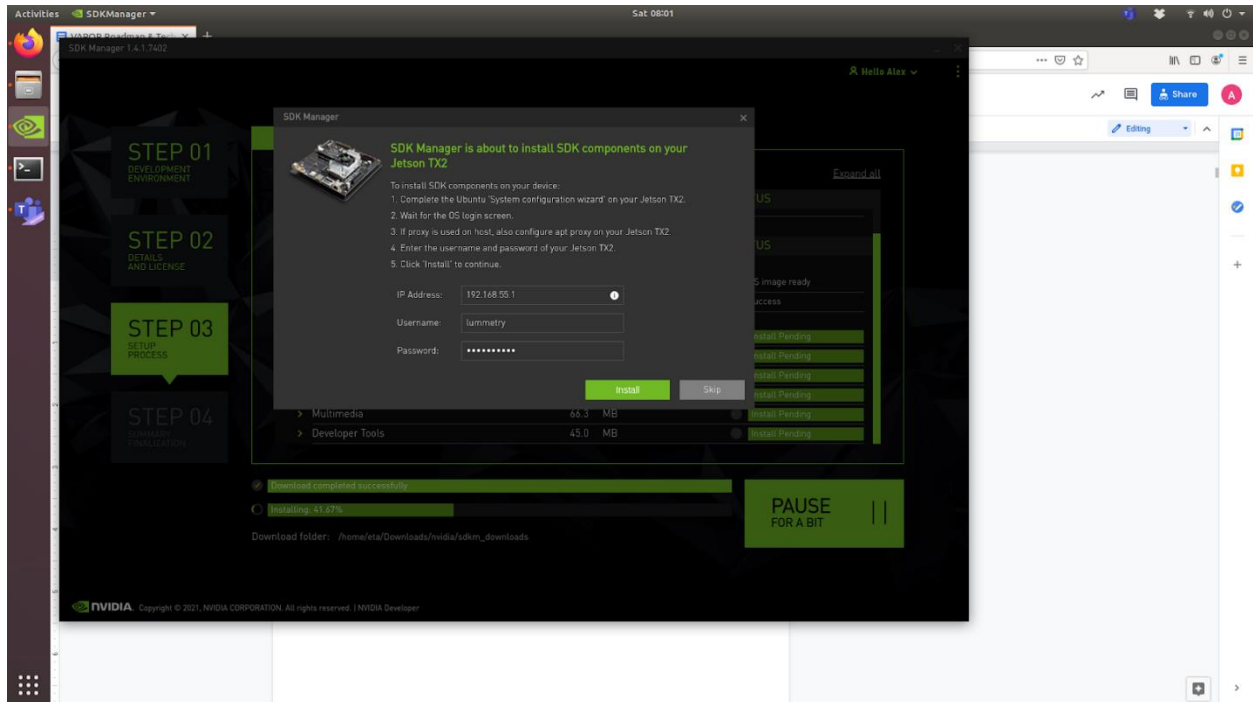 Activities
SDKManager
Sat 08:01
VAPOR Roadmap & Tech
SDK Manager 1.4.1.7402
Hello Alex
Share
A
Editing
SDK Manager
SDK Manager is about to install SDK components on your
Jetson TX2
To install SDK components on your device:
1. Complete the Ubuntu 'System configuration wizard' on your Jetson TX2.
2. Wait for the OS login screen.
3. If proxy is used on host, also configure apt proxy on your Jetson TX2.
4. Enter the username and password of your Jetson TX2.
5. Click 'Install' to continue.
IP Address: 192.168.55.1
Username: lummetry
Password: ••••••••••
Install
Skip
STEP 01
DEVELOPMENT
ENVIRONMENT
STEP 02
DETAILS
AND LICENSE
STEP 03
SETUP
PROCESS
STEP 04
SUMMARY
FINALIZATION
Expand all
Install Pending
Install Pending
Install Pending
Install Pending
> Multimedia 66.3 MB Install Pending
> Developer Tools 45.0 MB Install Pending
Download completed successfully
Installing: 41.67%
Download folder: /home/eta/Downloads/nvidia/sdkm_downloads
PAUSE
FOR A BIT
NVIDIA. Copyright © 2021, NVIDIA CORPORATION. All rights reserved. | NVIDIA Developer